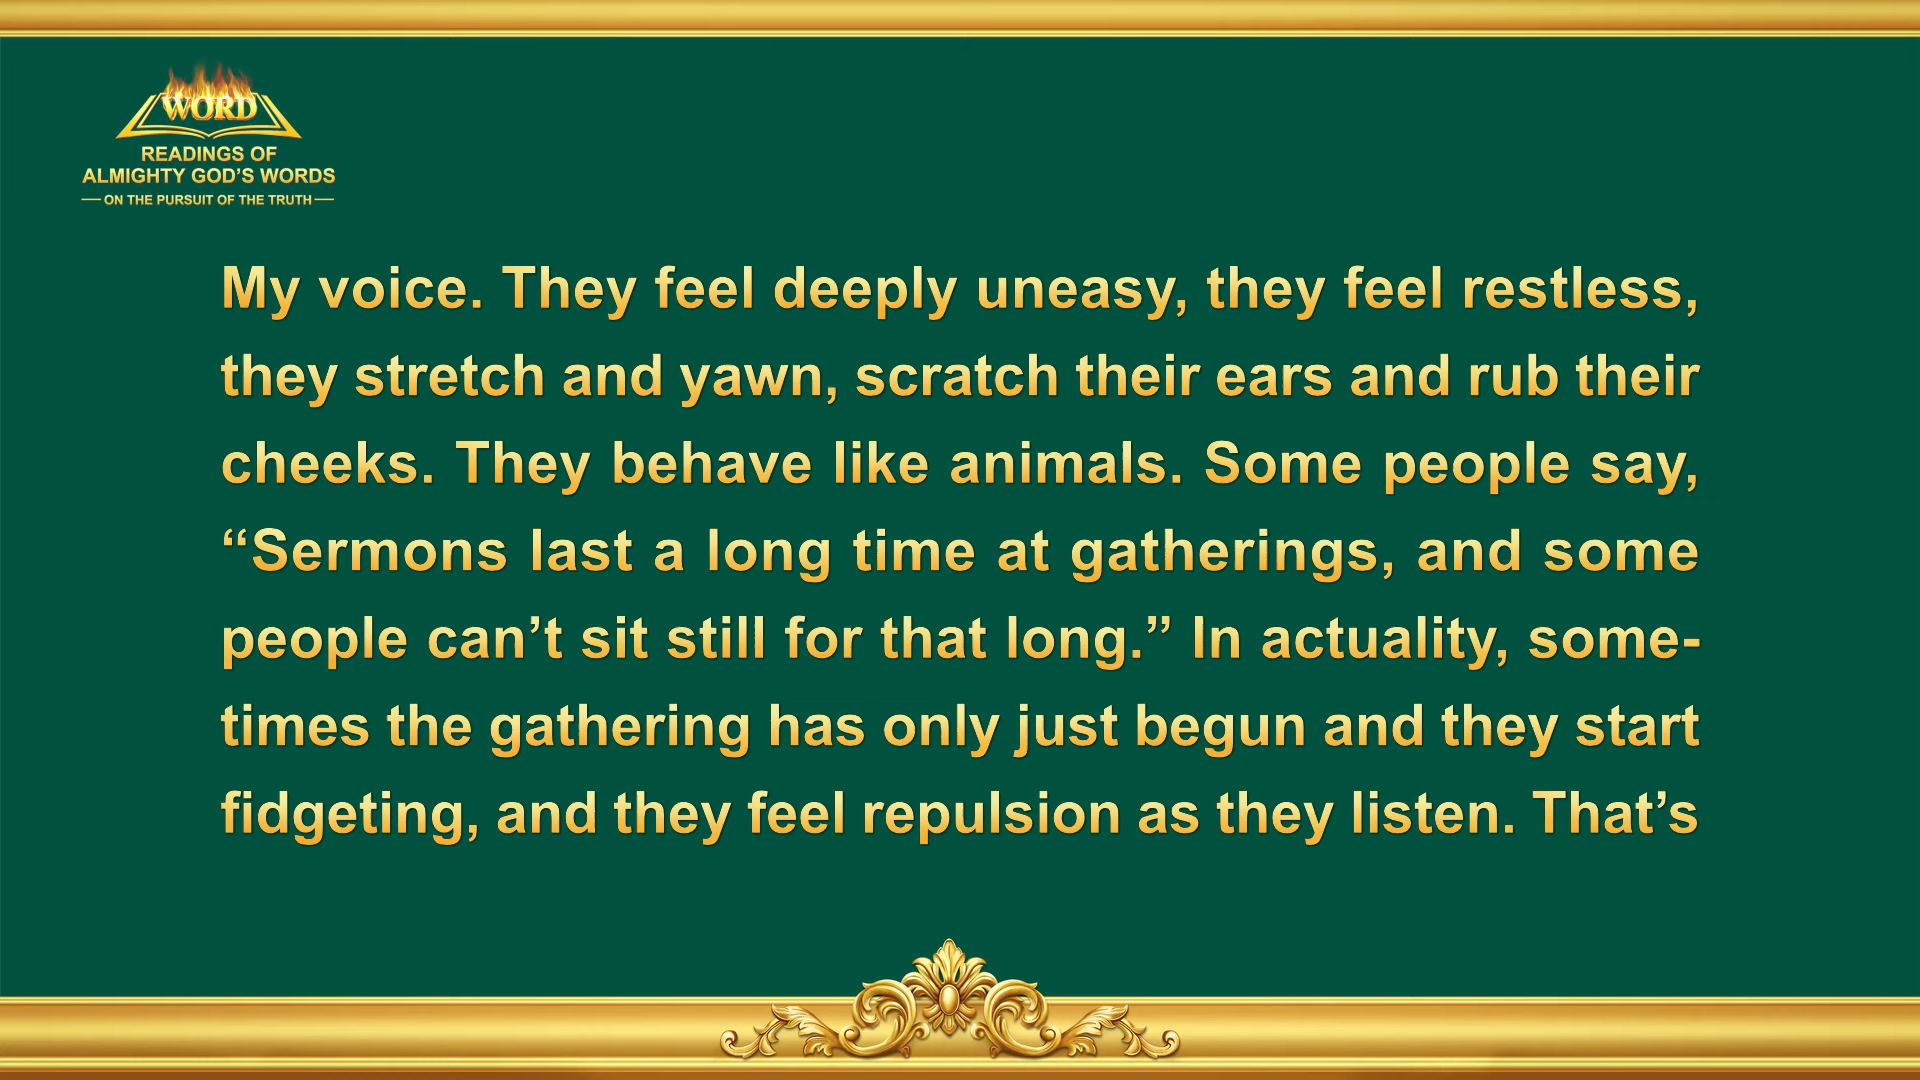 WORD
READINGS OF
ALMIGHTY GOD'S WORDS
— ON THE PURSUIT OF THE TRUTH —
My voice. They feel deeply uneasy, they feel restless,
they stretch and yawn, scratch their ears and rub their
cheeks. They behave like animals. Some people say,
“Sermons last a long time at gatherings, and some
people can’t sit still for that long.” In actuality, some-
times the gathering has only just begun and they start
fidgeting, and they feel repulsion as they listen. That’s